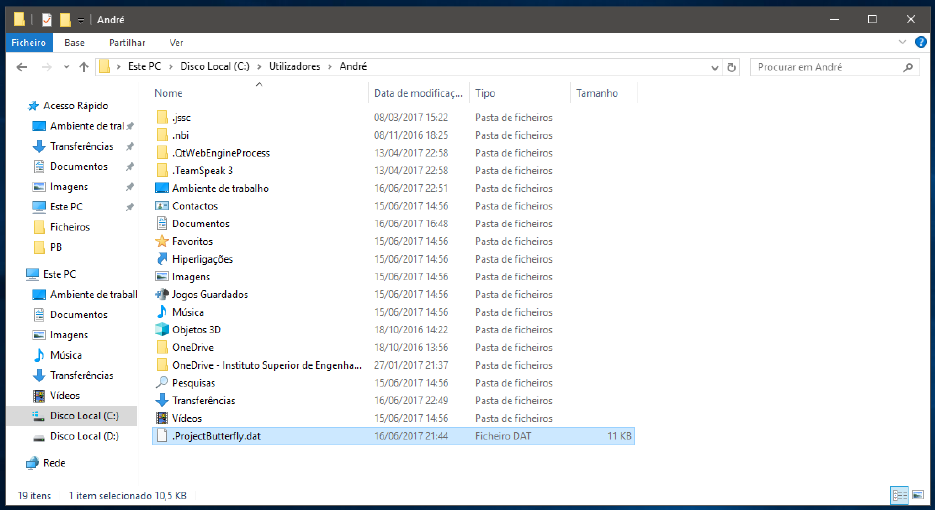 André
Ficheiro Base Partilhar Ver
Este PC Disco Local (C:) Utilizadores André
Procurar em André
Nome Data de modificaç... Tipo Tamanho
Acesso Rápido
Ambiente de tral
Transferências
Documentos
Imagens
Este PC
Ficheiros
PB
Este PC
Ambiente de traball
Documentos
Imagens
Música
Transferências
Vídeos
Disco Local (C:)
Disco Local (D:)
Rede
.jssc 08/03/2017 15:22 Pasta de ficheiros
.nbi 08/11/2016 18:25 Pasta de ficheiros
.QtWebEngineProcess 13/04/2017 22:58 Pasta de ficheiros
.TeamSpeak 3 13/04/2017 22:58 Pasta de ficheiros
Ambiente de trabalho 16/06/2017 22:51 Pasta de ficheiros
Contactos 15/06/2017 14:56 Pasta de ficheiros
Documentos 16/06/2017 16:48 Pasta de ficheiros
Favoritos 15/06/2017 14:56 Pasta de ficheiros
Hiperligações 15/06/2017 14:56 Pasta de ficheiros
Imagens 15/06/2017 14:56 Pasta de ficheiros
Jogos Guardados 15/06/2017 14:56 Pasta de ficheiros
Música 15/06/2017 14:56 Pasta de ficheiros
Objetos 3D 18/10/2016 14:22 Pasta de ficheiros
OneDrive 18/10/2016 13:56 Pasta de ficheiros
OneDrive - Instituto Superior de Engenha... 27/01/2017 21:37 Pasta de ficheiros
Pesquisas 15/06/2017 14:56 Pasta de ficheiros
Transferências 16/06/2017 22:49 Pasta de ficheiros
Vídeos 15/06/2017 14:56 Pasta de ficheiros
.ProjectButterfly.dat 16/06/2017 21:44 Ficheiro DAT 11 KB
19 itens 1 item selecionado 10,5 KB